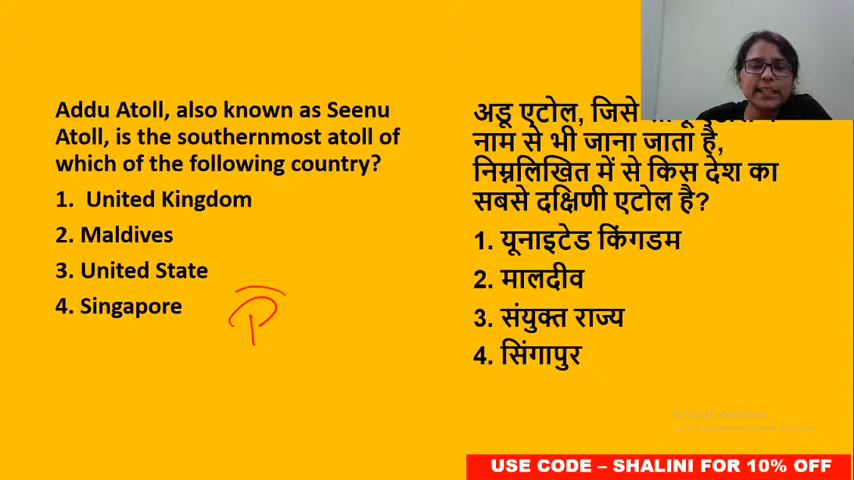 Addu Atoll, also known as Seenu
Atoll, is the southernmost atoll of
which of the following country?
1. United Kingdom
2. Maldives
3. United State
4. Singapore
P
अडू एटोल, जिसे
नाम से भी जाना जाता है,
निम्नलिखित में से किस देश का
सबसे दक्षिणी एटोल है?
1. यूनाइटेड किंगडम
2. मालदीव
3. संयुक्त राज्य
4. सिंगापुर
USE CODE – SHALINI FOR 10% OFF